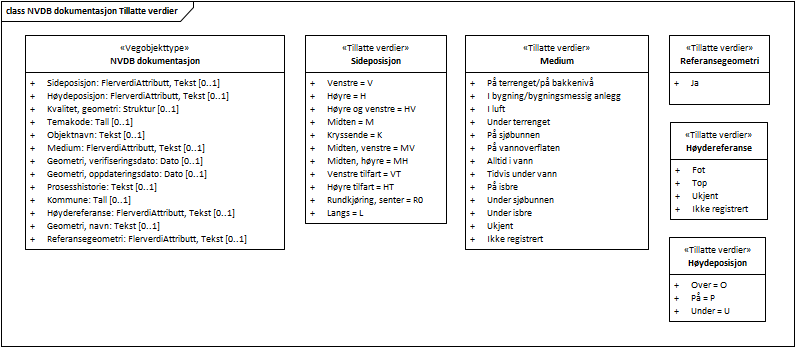 class NVDB dokumentasjon Tillatte verdier
«Vegobjekttype»
NVDB dokumentasjon
+ Sideposisjon: FlerverdiAttributt, Tekst [0..1]
+ Høydeposisjon: FlerverdiAttributt, Tekst [0..1]
+ Kvalitet, geometri: Struktur [0..1]
+ Temakode: Tall [0..1]
+ Objektnavn: Tekst [0..1]
+ Medium: FlerverdiAttributt, Tekst [0..1]
+ Geometri, verifiseringsdato: Dato [0..1]
+ Geometri, oppdateringsdato: Dato [0..1]
+ Prosesshistorie: Tekst [0..1]
+ Kommune: Tall [0..1]
+ Høydereferanse: FlerverdiAttributt, Tekst [0..1]
+ Geometri, navn: Tekst [0..1]
+ Referansegeometri: FlerverdiAttributt, Tekst [0..1]
«Tillatte verdier»
Sideposisjon
+ Venstre = V
+ Høyre = H
+ Høyre og venstre = HV
+ Midten = M
+ Kryssende = K
+ Midten, venstre = MV
+ Midten, høyre = MH
+ Venstre tilfart = VT
+ Høyre tilfart = HT
+ Rundkjøring, senter = R0
+ Langs = L
«Tillatte verdier»
Medium
+ På terrenget/på bakkenivå
+ I bygning/bygningsmessig anlegg
+ I luft
+ Under terrenget
+ På sjøbunnen
+ På vannoverflaten
+ Alltid i vann
+ Tidvis under vann
+ På isbre
+ Under sjøbunnen
+ Under isbre
+ Ukjent
+ Ikke registrert
«Tillatte verdier»
Referansegeometri
+ Ja
«Tillatte verdier»
Høydereferanse
+ Fot
+ Top
+ Ukjent
+ Ikke registrert
«Tillatte verdier»
Høydeposisjon
+ Over = O
+ På = P
+ Under = U